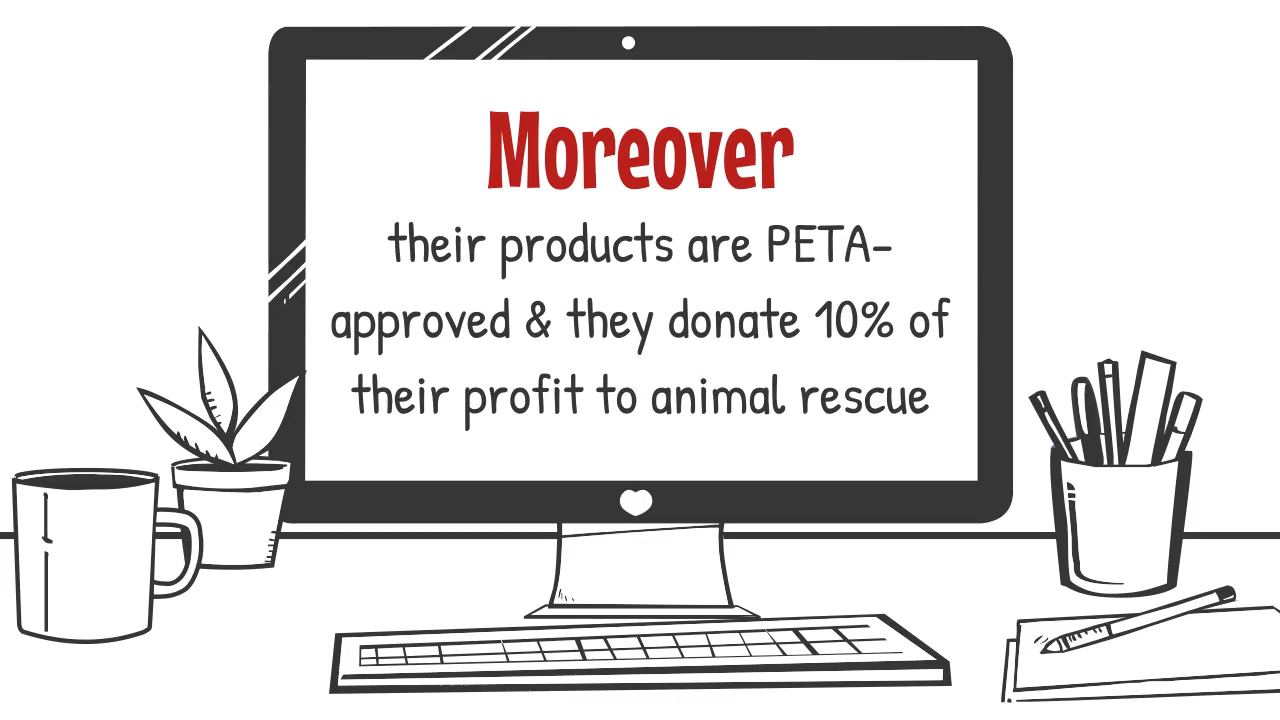 Moreover
their products are PETA-
approved & they donate 10% of
their profit to animal rescue